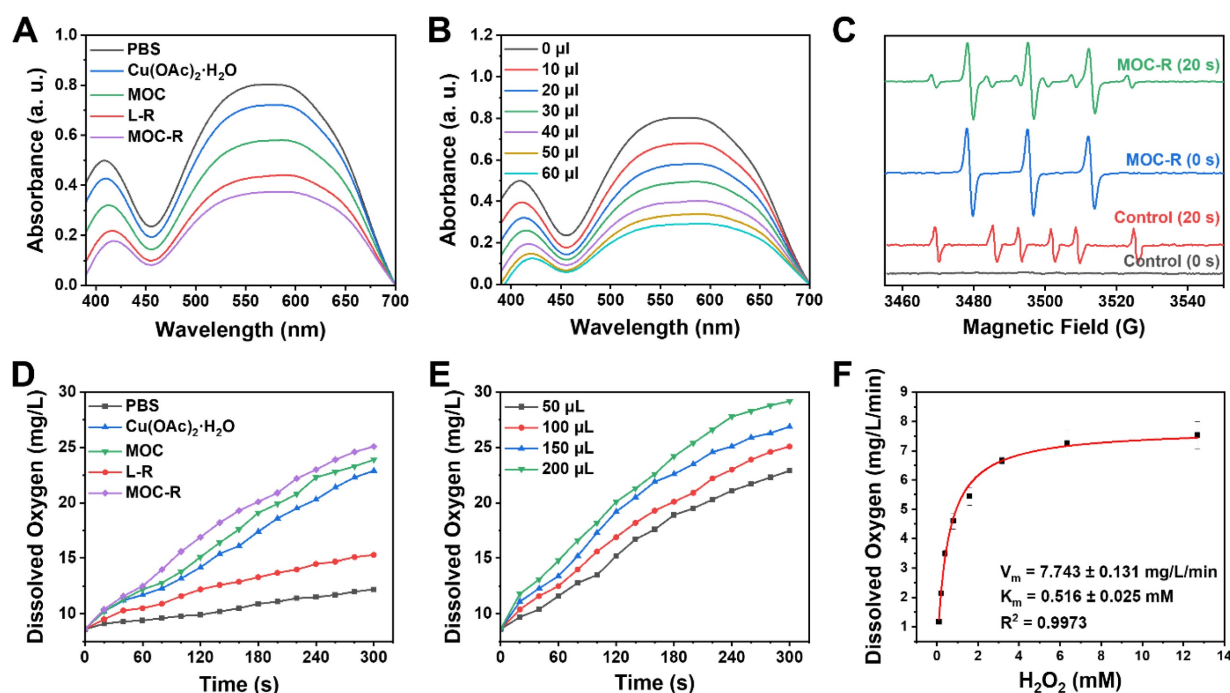 A
PBS
Cu(OAc)₂·H₂O
MOC
L-R
MOC-R
Absorbance (a. u.)
1.0
0.8
0.6
0.4
0.2
0.0
400 450 500 550 600 650 700
Wavelength (nm)
B
0 μl
10 μl
20 μl
30 μl
40 μl
50 μl
60 μl
Aborbance (a. u.)
1.2
1.0
0.8
0.6
0.4
0.2
0.0
400 450 500 550 600 650 700
Wavelength (nm)
C
MOC-R (20 s)
MOC-R (0 s)
Control (20 s)
Control (0 s)
3460 3480 3500 3520 3540
Magnetic Field (G)
D
PBS
Cu(OAc)₂·H₂O
MOC
L-R
MOC-R
Dissolved Oxygen (mg/L)
30
25
20
15
10
0 60 120 180 240 300
Time (s)
E
50 μL
100 μL
150 μL
200 μL
Dissolved Oxygen (mg/L)
30
25
20
15
10
0 60 120 180 240 300
Time (s)
F
Dissolved Oxygen (mg/L/min)
9
8
7
6
5
4
3
2
1
Vₘ = 7.743 ± 0.131 mg/L/min
Kₘ = 0.516 ± 0.025 mM
R² = 0.9973
0 2 4 6 8 10 12 14
H₂O₂ (mM)